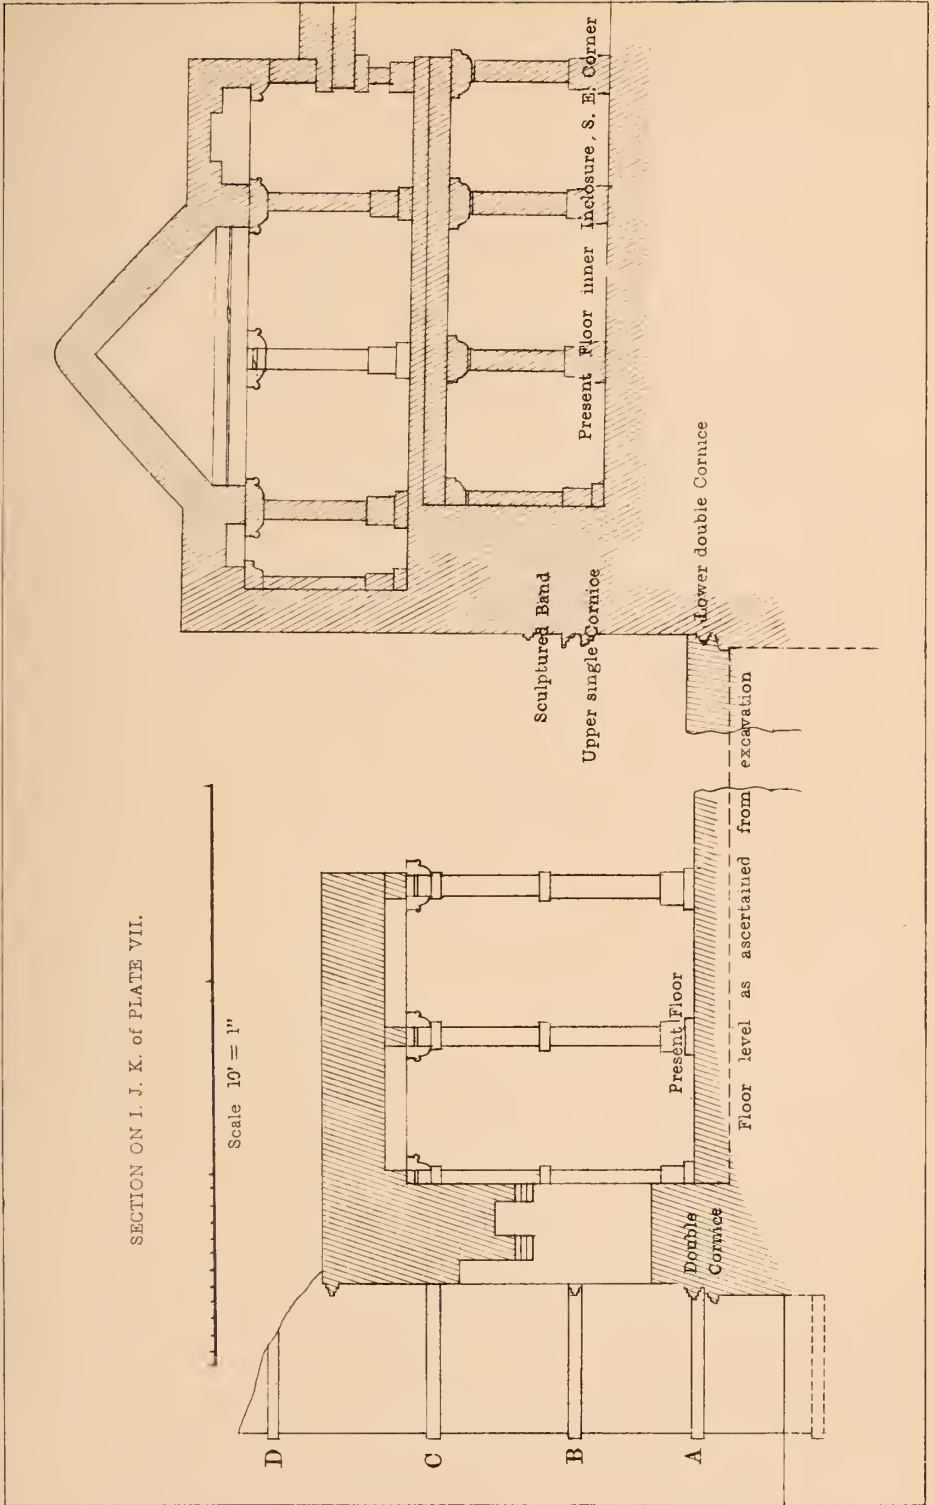 SECTION ON I. J. K. of PLATE VII.
Scale 10' = 1"
D
C
B
A
Double
Cornice
Present Floor
Floor level as ascertained from excavation
Sculptured Band
Upper single Cornice
Lower double Cornice
Present Floor inner Inclosure, S. E. Corner